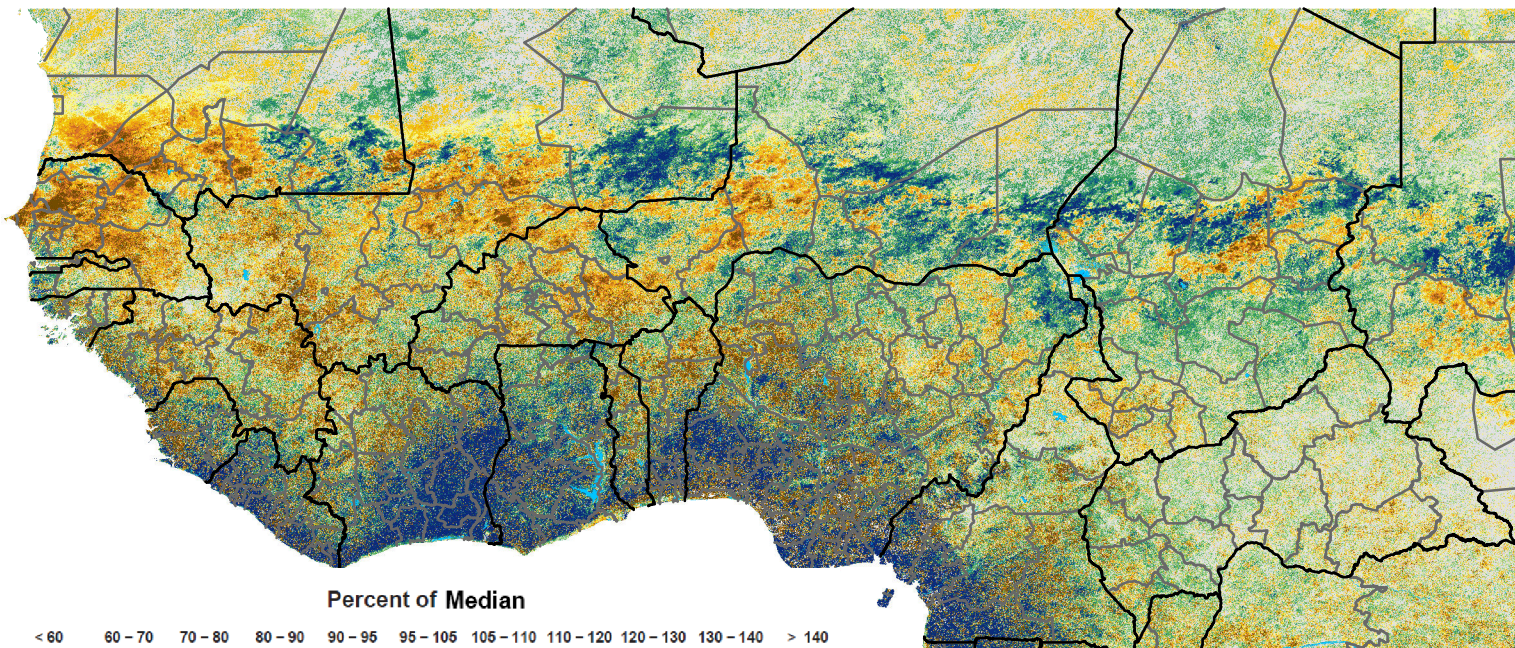 Percent of Median
< 60 60 – 70 70 – 80 80 – 90 90 – 95 95 – 105 105 – 110 110 – 120 120 – 130 130 – 140 > 140